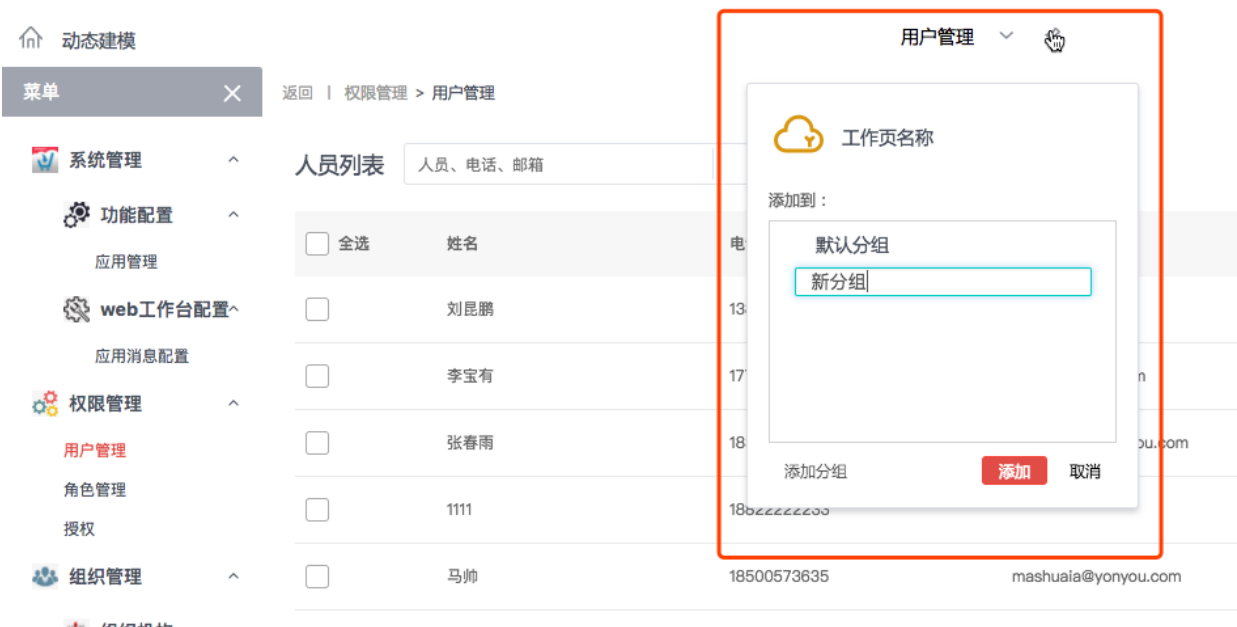 动态建模
用户管理
菜单
返回 | 权限管理 > 用户管理
系统管理
功能配置
应用管理
web工作台配置
应用消息配置
权限管理
用户管理
角色管理
授权
组织管理
人员列表
人员、电话、邮箱
全选 姓名
刘昆鹏
李宝有
张春雨
1111
马帅 18500573635 mashuaia@yonyou.com
工作页名称
添加到：
默认分组
新分组
添加分组 添加 取消